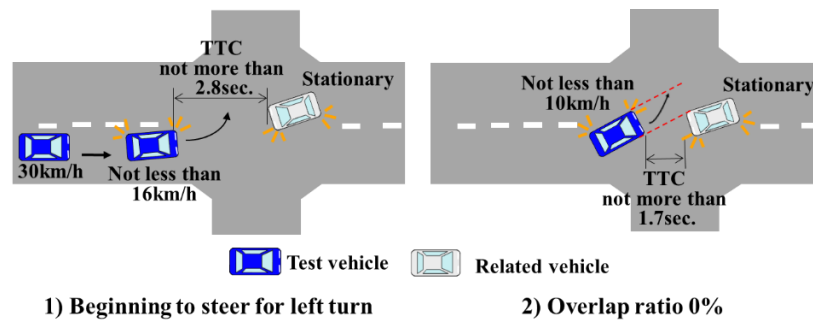 TTC
not more than
2.8sec.
Stationary
30km/h
Not less than
16km/h
Not less than
10km/h
Stationary
TTC
not more than
1.7sec.
Test vehicle
Related vehicle
1) Beginning to steer for left turn
2) Overlap ratio 0%